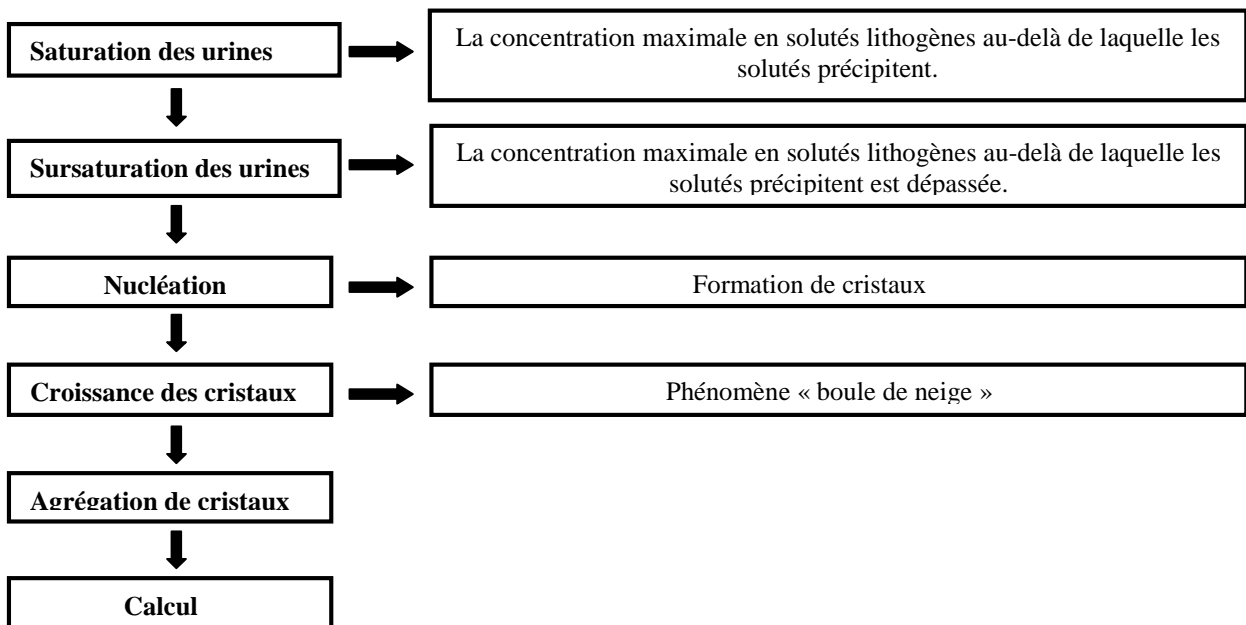 Saturation des urines
La concentration maximale en solutés lithogènes au-delà de laquelle les
solutés précipitent.
Sursaturation des urines
La concentration maximale en solutés lithogènes au-delà de laquelle les
solutés précipitent est dépassée.
Nucléation
Formation de cristaux
Croissance des cristaux
Phénomène « boule de neige »
Agrégation de cristaux
Calcul